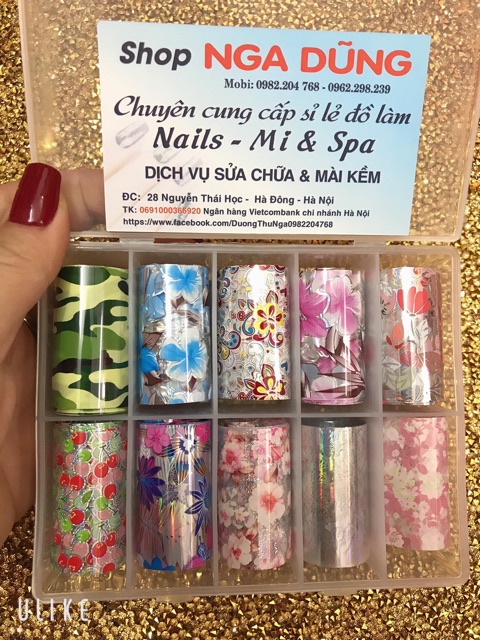 Shop NGA DŨNG
Mobi: 0982.204 768 - 0962.298.239
Chuyên cung cấp sỉ lẻ đồ làm
Nails - Mi & Spa
DỊCH VỤ SỬA CHỮA & MÀI KỀM
ĐC: 28 Nguyễn Thái Học - Hà Đông - Hà Nội
TK: 0691000365920 Ngân hàng Vietcombank chi nhánh Hà Nội
https://www.facebook.com/DuongThuNga0982204768
ULIKE